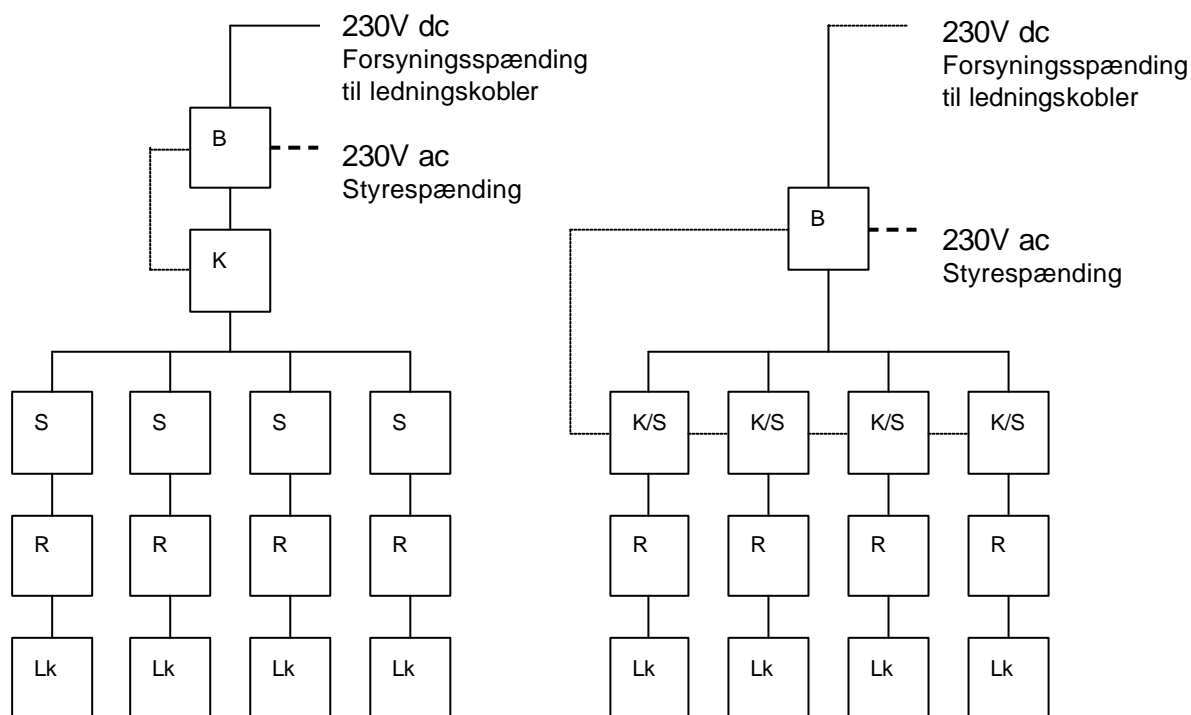 230V dc
Forsyningsspænding
til ledningskobler
B
230V ac
Styrespænding
K
S S S S
R R R R
Lk Lk Lk Lk
230V dc
Forsyningsspænding
til ledningskobler
B
230V ac
Styrespænding
K/S K/S K/S K/S
R R R R
Lk Lk Lk Lk